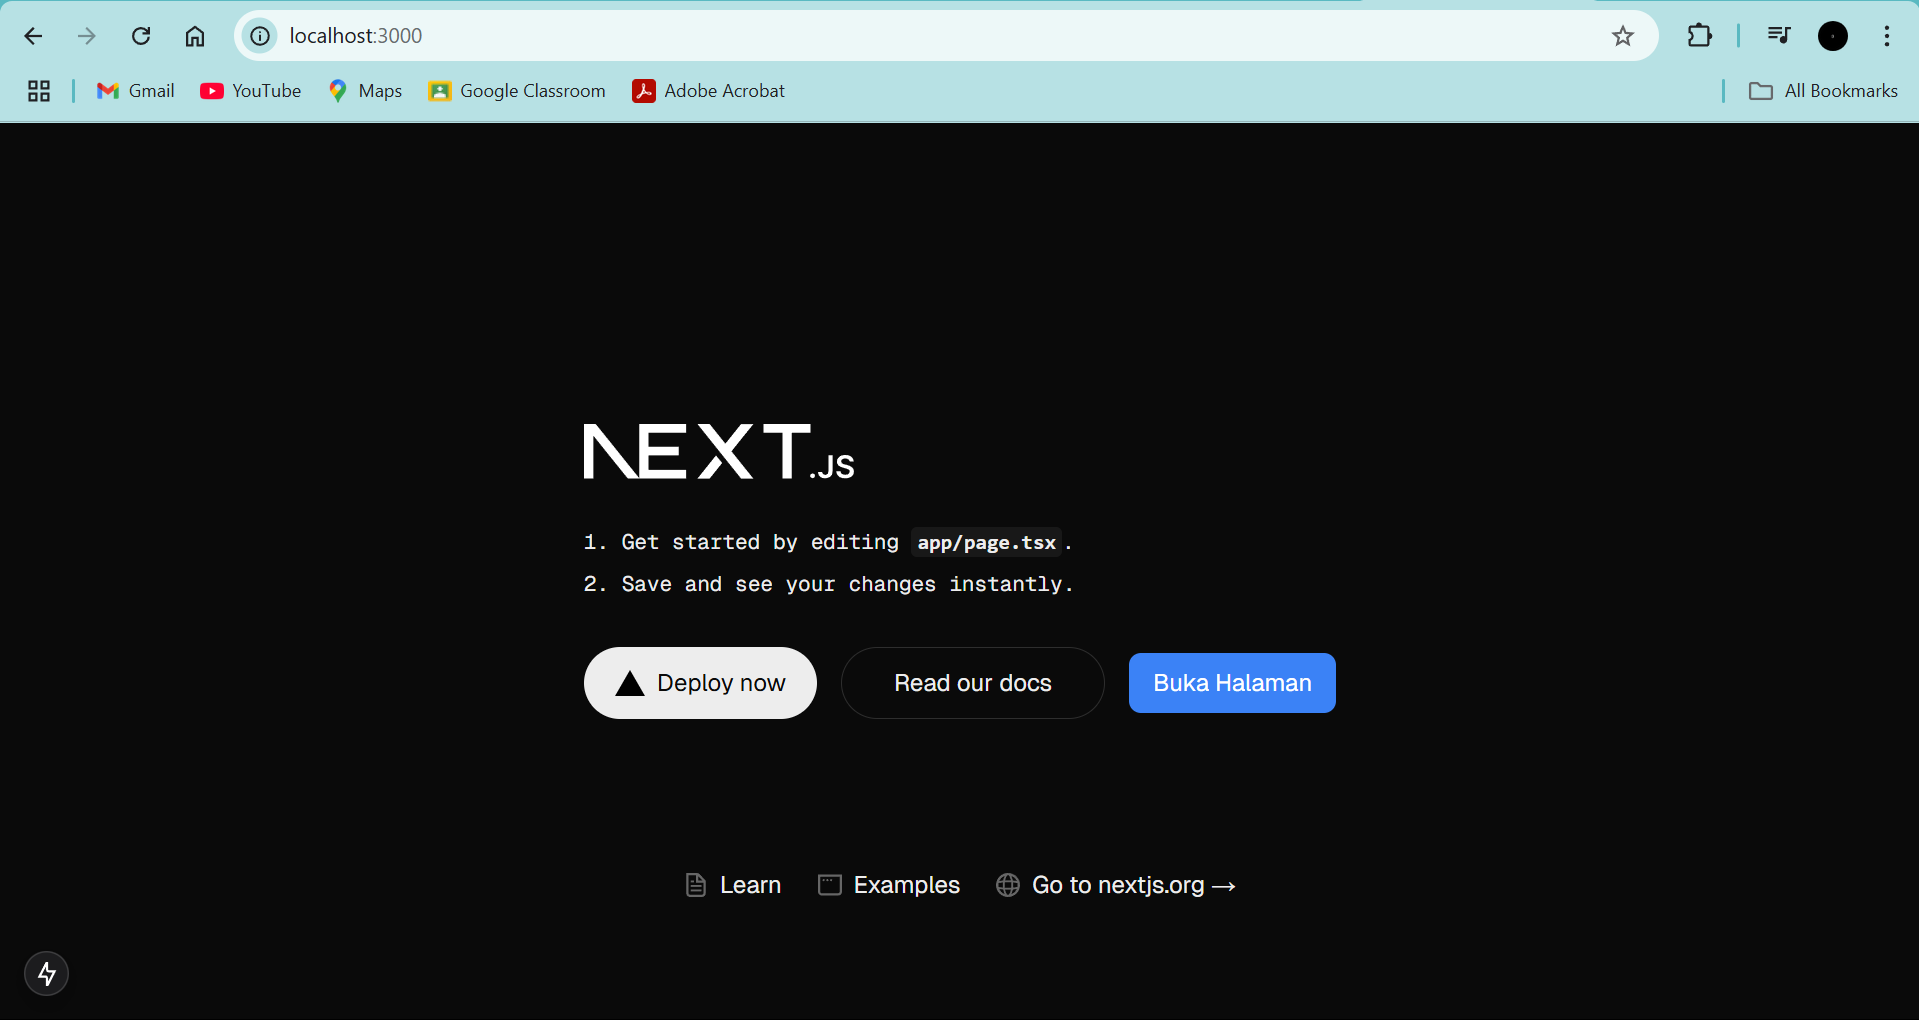 localhost:3000
Gmail YouTube Maps Google Classroom Adobe Acrobat All Bookmarks
NEXT.JS
1. Get started by editing app/page.tsx.
2. Save and see your changes instantly.
Deploy now Read our docs Buka Halaman
Learn Examples Go to nextjs.org →